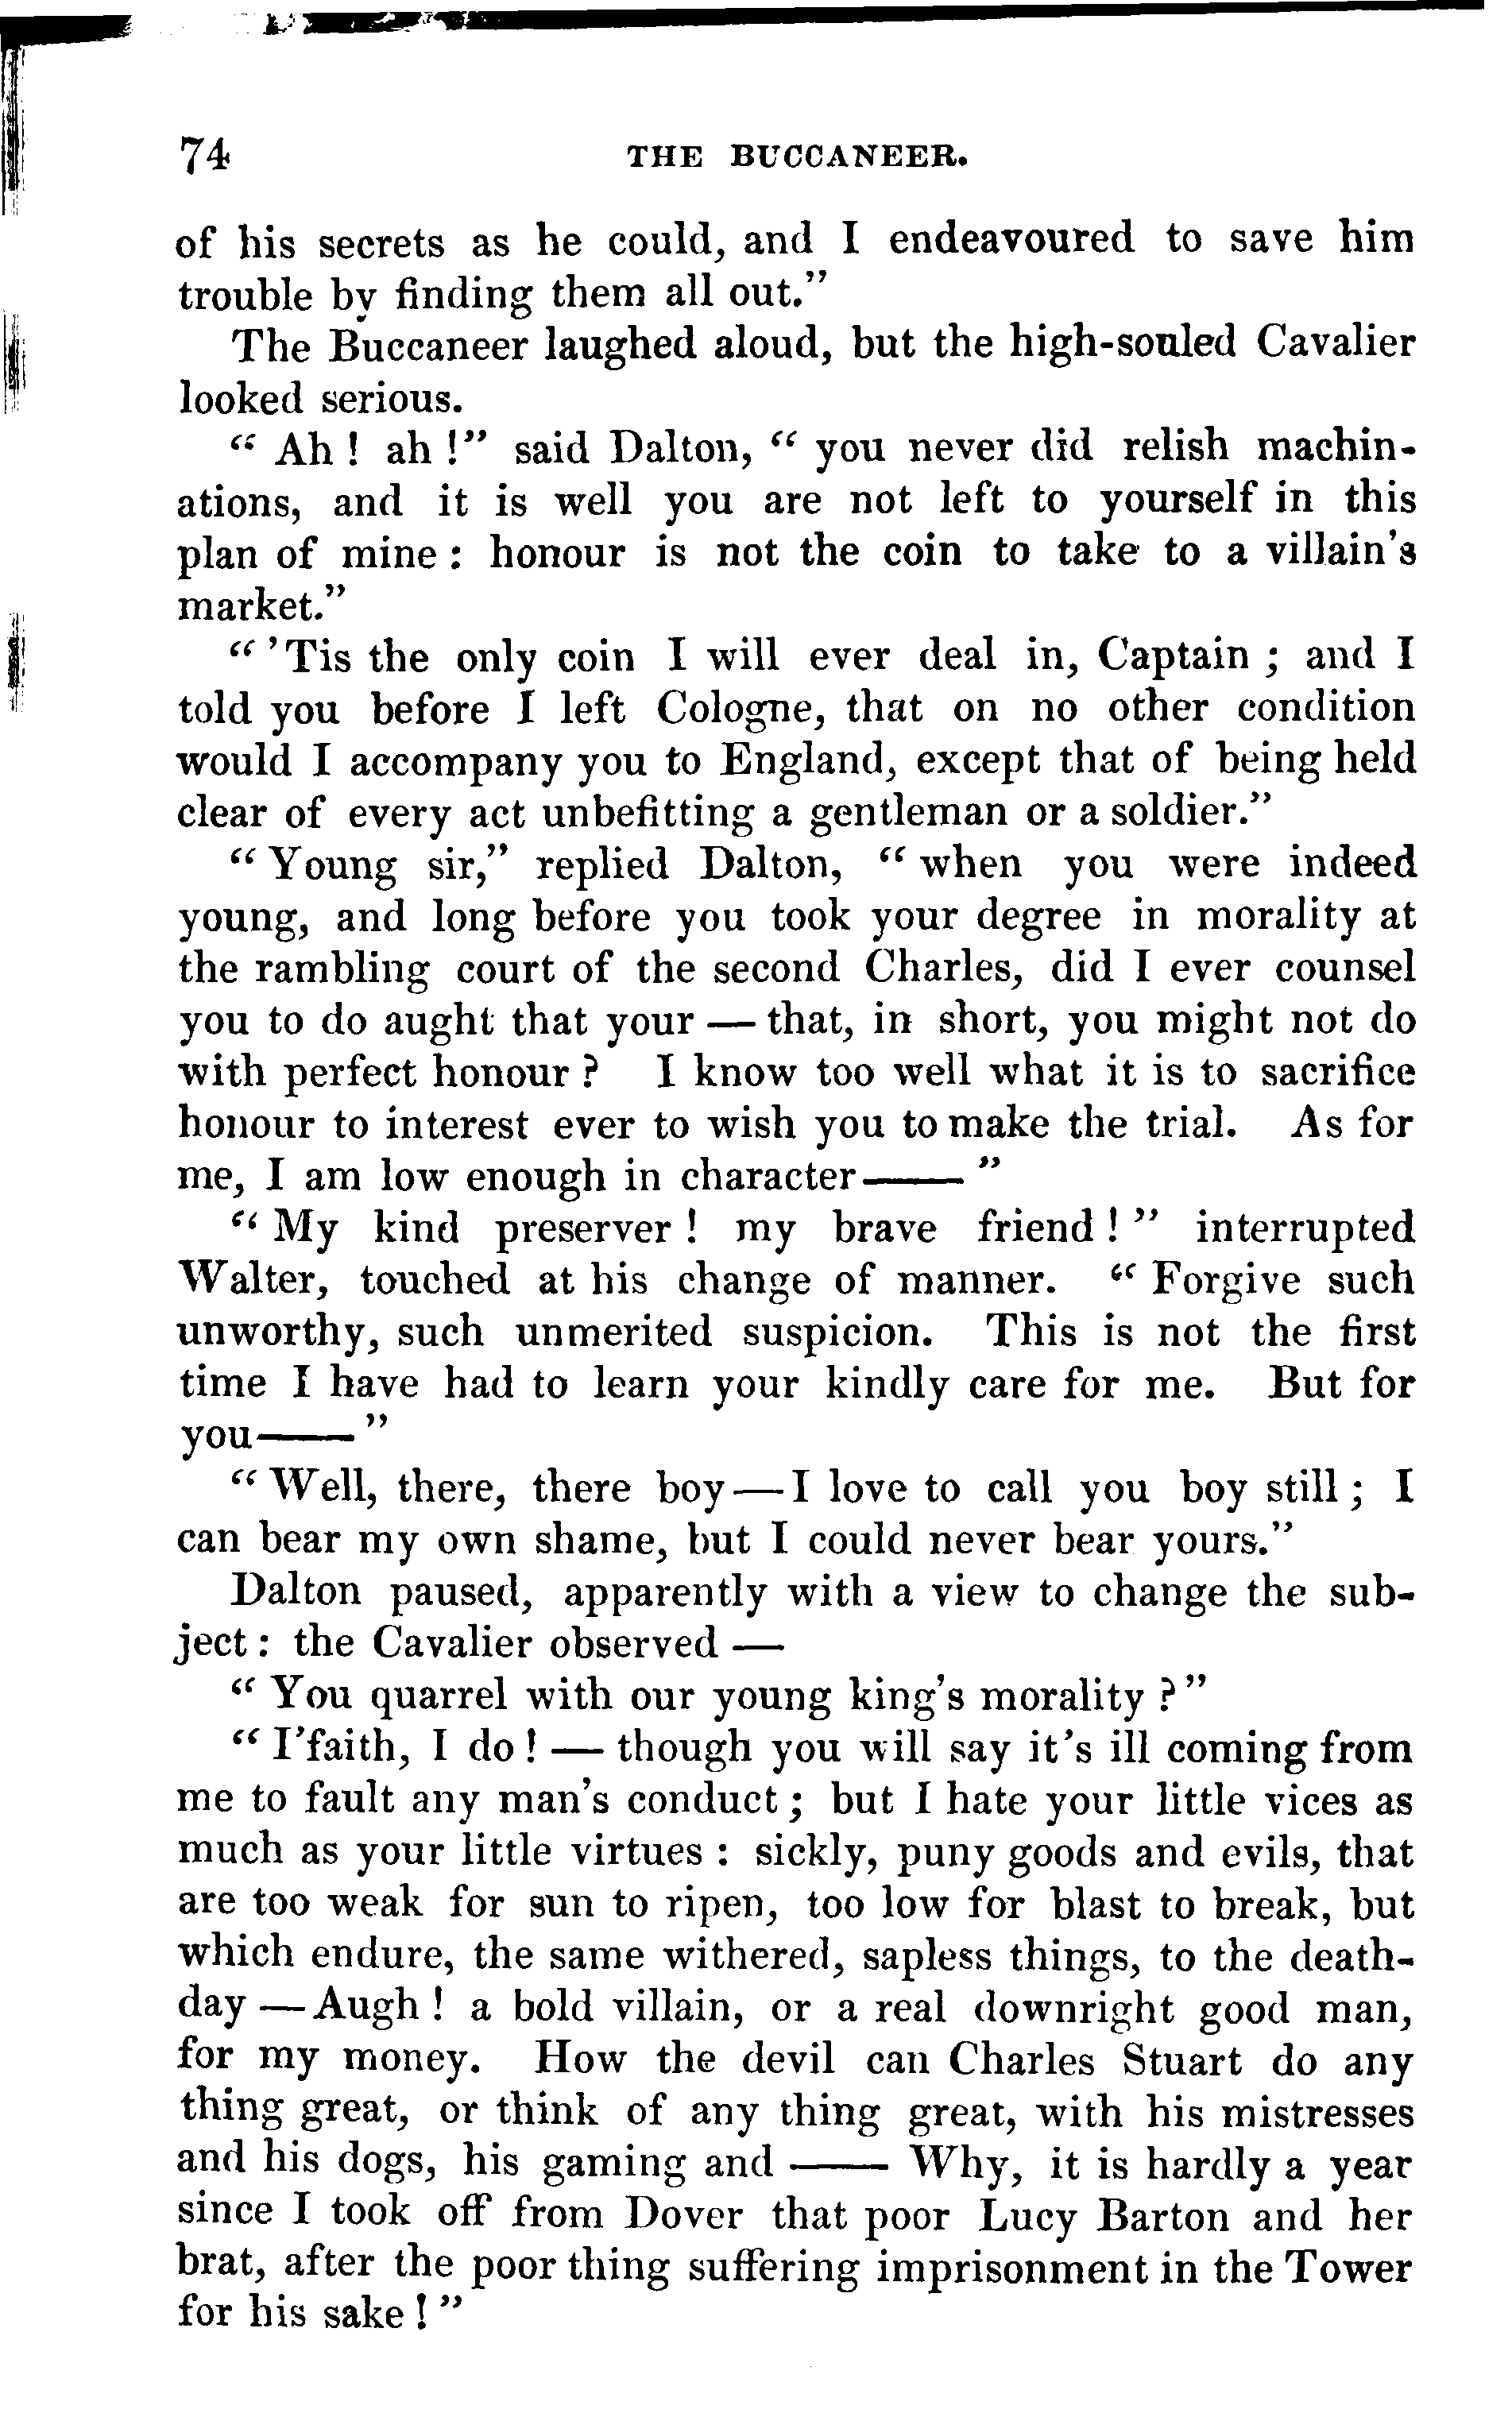 74 THE BUCCANEER.
of his secrets as he could, and I endeavoured to save him
trouble by finding them all out."
The Buccaneer laughed aloud, but the high-souled Cavalier
looked serious.
" Ah ! ah !" said Dalton, " you never did relish machin-
ations, and it is well you are not left to yourself in this
plan of mine : honour is not the coin to take to a villain's
market."
" 'Tis the only coin I will ever deal in, Captain ; and I
told you before I left Cologne, that on no other condition
would I accompany you to England, except that of being held
clear of every act unbefitting a gentleman or a soldier."
" Young sir," replied Dalton, " when you were indeed
young, and long before you took your degree in morality at
the rambling court of the second Charles, did I ever counsel
you to do aught that your — that, in short, you might not do
with perfect honour ? I know too well what it is to sacrifice
honour to interest ever to wish you to make the trial. As for
me, I am low enough in character—— "
" My kind preserver ! my brave friend ! " interrupted
Walter, touched at his change of manner. " Forgive such
unworthy, such unmerited suspicion. This is not the first
time I have had to learn your kindly care for me. But for
you—— "
" Well, there, there boy — I love to call you boy still ; I
can bear my own shame, but I could never bear yours."
Dalton paused, apparently with a view to change the sub-
ject : the Cavalier observed —
" You quarrel with our young king's morality ? "
" I'faith, I do ! — though you will say it's ill coming from
me to fault any man's conduct ; but I hate your little vices as
much as your little virtues : sickly, puny goods and evils, that
are too weak for sun to ripen, too low for blast to break, but
which endure, the same withered, sapless things, to the death-
day — Augh ! a bold villain, or a real downright good man,
for my money. How the devil can Charles Stuart do any
thing great, or think of any thing great, with his mistresses
and his dogs, his gaming and —— Why, it is hardly a year
since I took off from Dover that poor Lucy Barton and her
brat, after the poor thing suffering imprisonment in the Tower
for his sake ! "